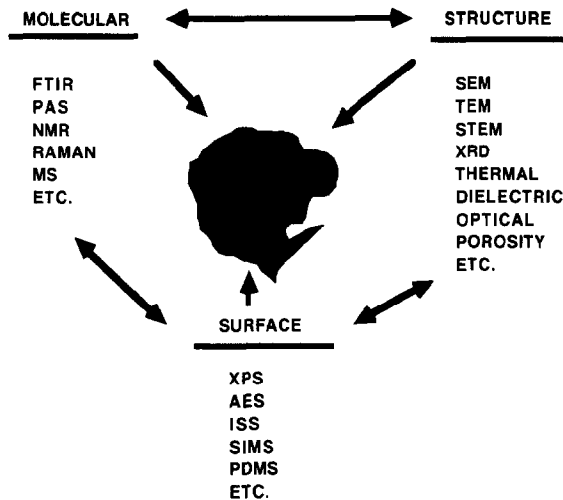 MOLECULAR
STRUCTURE
FTIR
PAS
NMR
RAMAN
MS
ETC.
SEM
TEM
STEM
XRD
THERMAL
DIELECTRIC
OPTICAL
POROSITY
ETC.
SURFACE
XPS
AES
ISS
SIMS
PDMS
ETC.